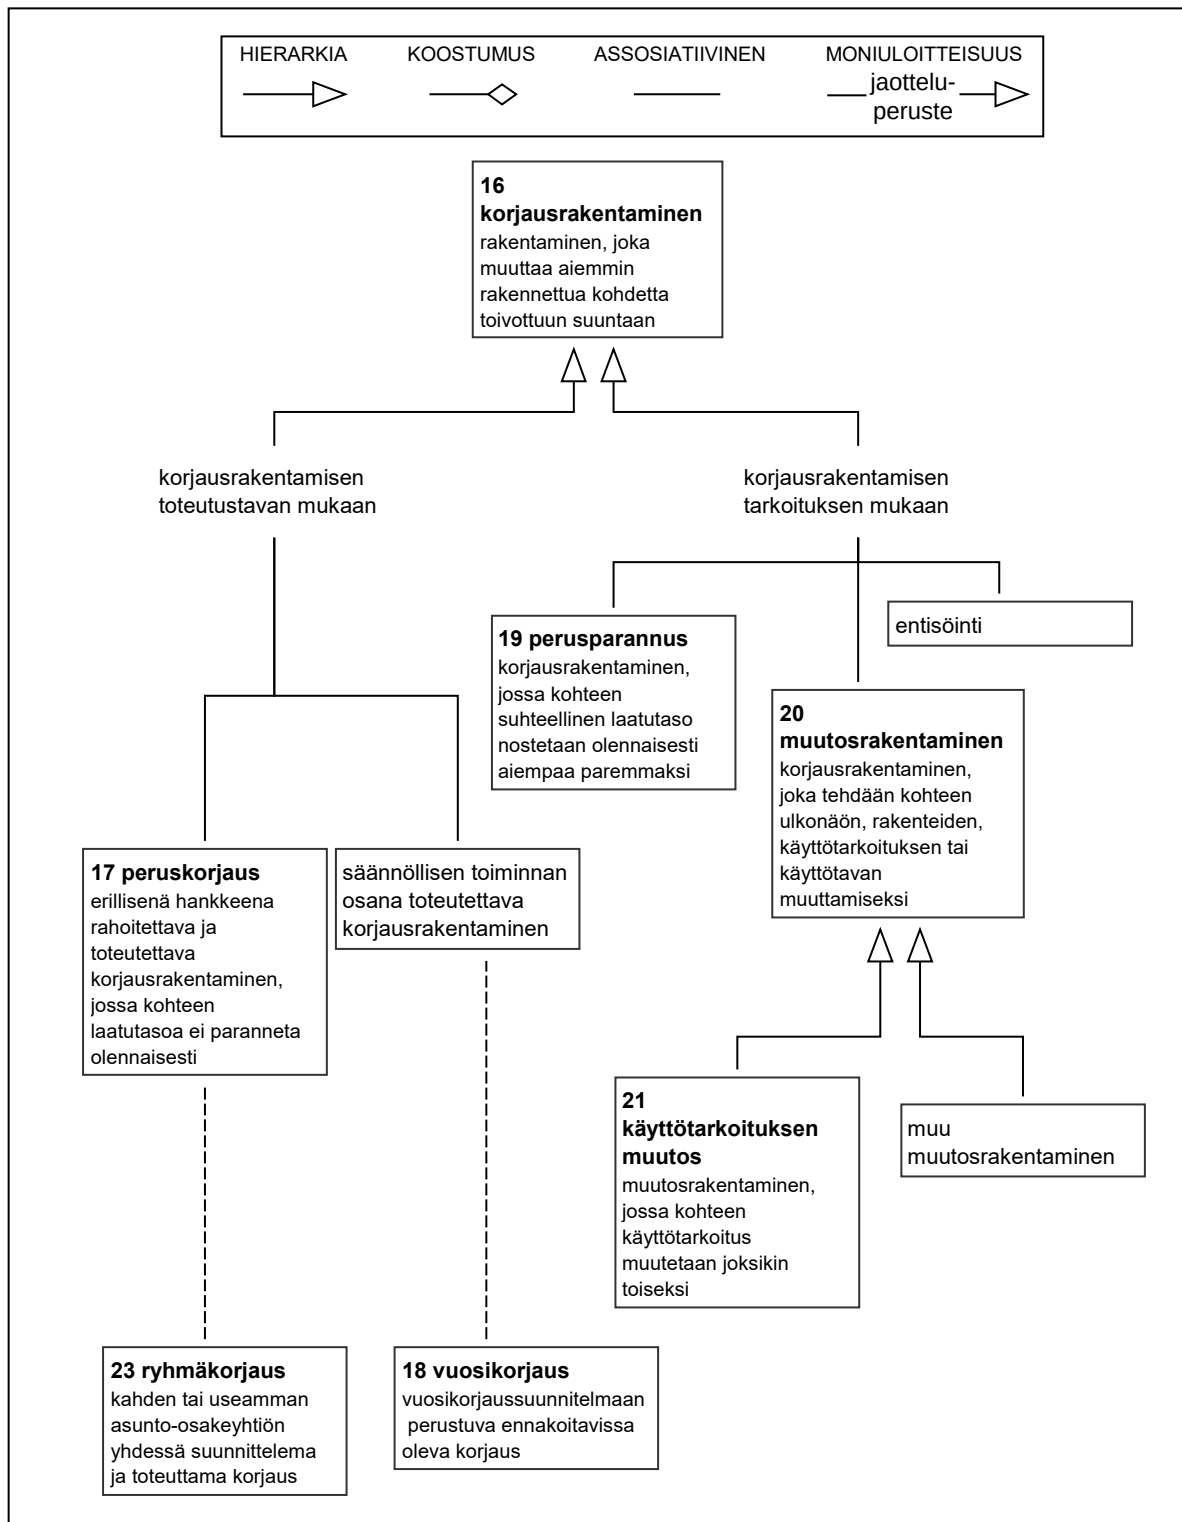 HIERARKIA
KOOSTUMUS
ASSOSIATIIVINEN
MONIULOITTEISUUS
jaottelu-
peruste
16
korjausrakentaminen
rakentaminen, joka
muuttaa aiemmin
rakennettua kohdetta
toivottuun suuntaan
korjausrakentamisen
toteutustavan mukaan
korjausrakentamisen
tarkoituksen mukaan
entisöinti
19 perusparannus
korjausrakentaminen,
jossa kohteen
suhteellinen laatutaso
nostetaan olennaisesti
aiempaa paremmaksi
20
muutosrakentaminen
korjausrakentaminen,
joka tehdään kohteen
ulkonäön, rakenteiden,
käyttötarkoituksen tai
käyttötavan
muuttamiseksi
17 peruskorjaus
erillisenä hankkeena
rahoitettava ja
toteutettava
korjausrakentaminen,
jossa kohteen
laatutasoa ei paranneta
olennaisesti
säännöllisen toiminnan
osana toteutettava
korjausrakentaminen
21
käyttötarkoituksen
muutos
muutosrakentaminen,
jossa kohteen
käyttötarkoitus
muutetaan joksikin
toiseksi
muu
muutosrakentaminen
23 ryhmäkorjaus
kahden tai useamman
asunto-osakeyhtiön
yhdessä suunnittelema
ja toteuttama korjaus
18 vuosikorjaus
vuosikorjaussuunnitelmaan
perustuva ennakoitavissa
oleva korjaus